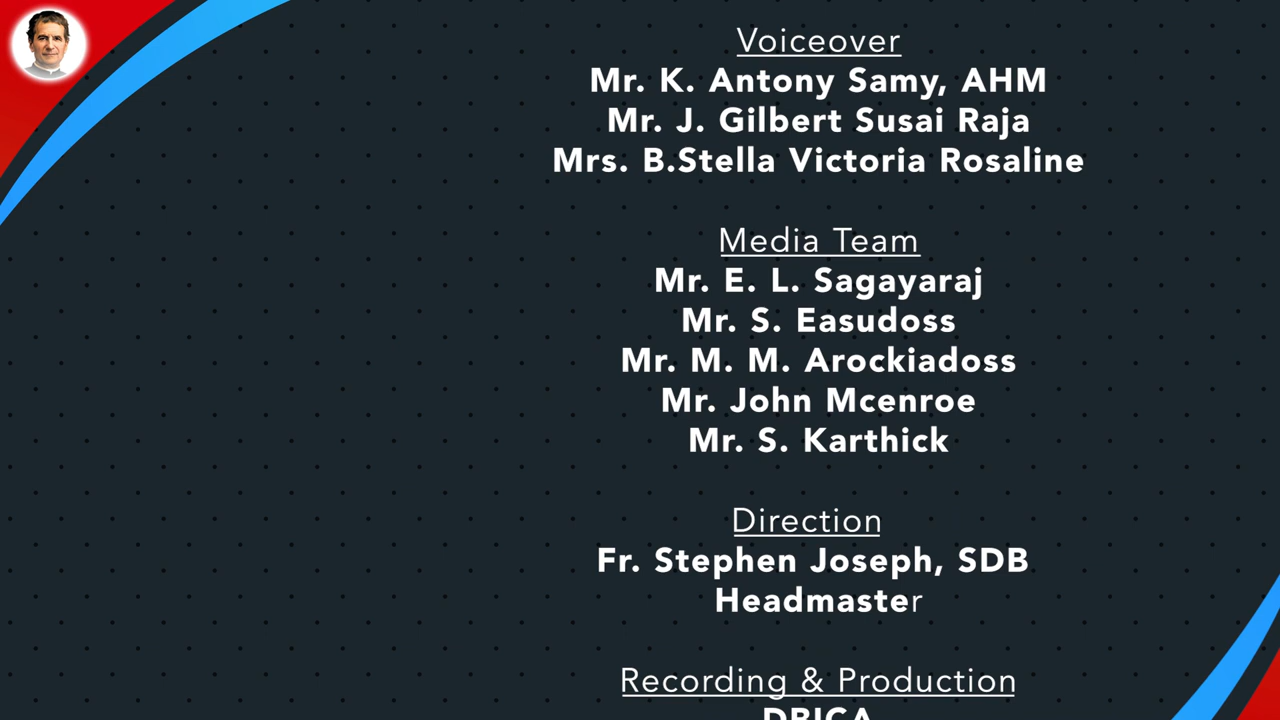 Voiceover
Mr. K. Antony Samy, AHM
Mr. J. Gilbert Susai Raja
Mrs. B.Stella Victoria Rosaline
Media Team
Mr. E. L. Sagayaraj
Mr. S. Easudoss
Mr. M. M. Arockiadoss
Mr. John Mcenroe
Mr. S. Karthick
Direction
Fr. Stephen Joseph, SDB
Headmaster
Recording & Production